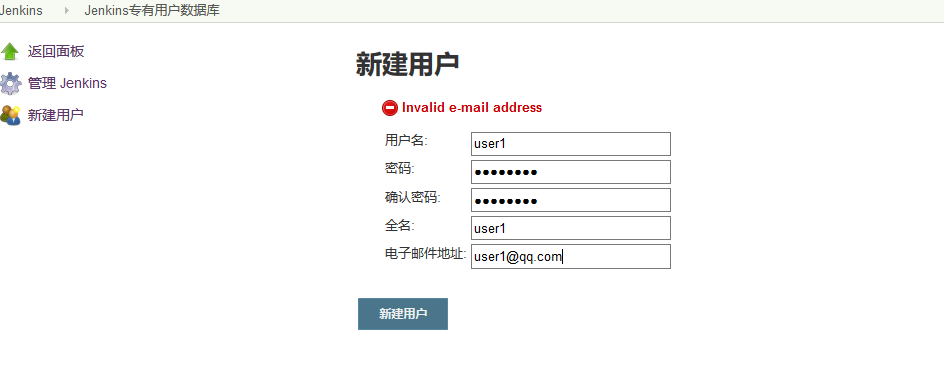 Jenkins Jenkins专有用户数据库
返回面板
管理 Jenkins
新建用户
新建用户
Invalid e-mail address
用户名: user1
密码: ●●●●●●●●
确认密码: ●●●●●●●●
全名: user1
电子邮件地址: user1@qq.com
新建用户